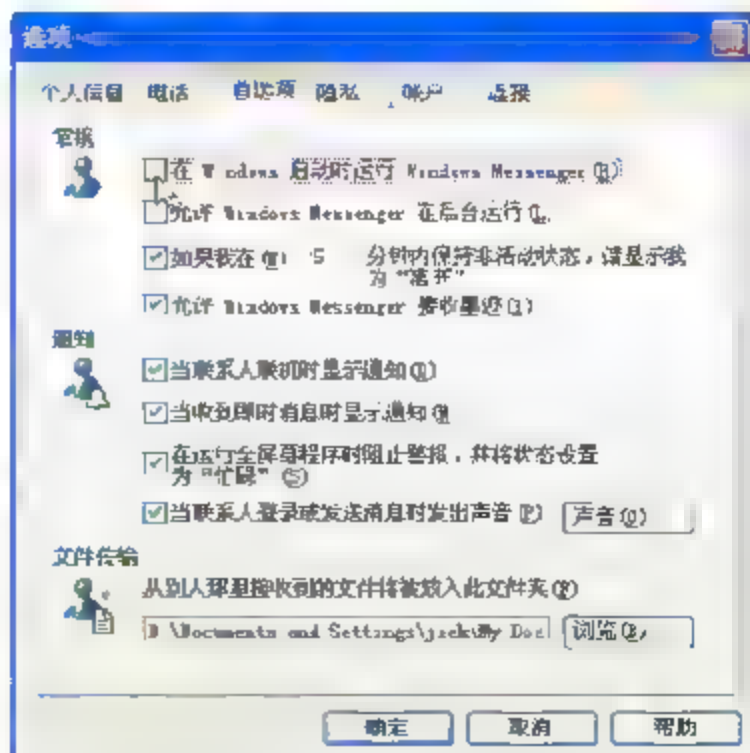 选项
个人信息 电话 首选项 隐私 帐户 连接
常规
在 Windows 启动时运行 Windows Messenger (R)
允许 Windows Messenger 在后台运行
如果我在 5 分钟内保持非活动状态，请显示我
为“离开”
允许 Windows Messenger 接收墨迹
通知
当联系人联机时显示通知
当收到即时消息时显示通知
在运行全屏幕程序时阻止警报，并将状态设置
为“忙碌” (S)
当联系人登录或发送消息时发出声音 (P) 声音
文件传输
从别人那里接收到的文件将被放入此文件夹
\Documents and Settings\jack\My 浏览
确定 取消 帮助